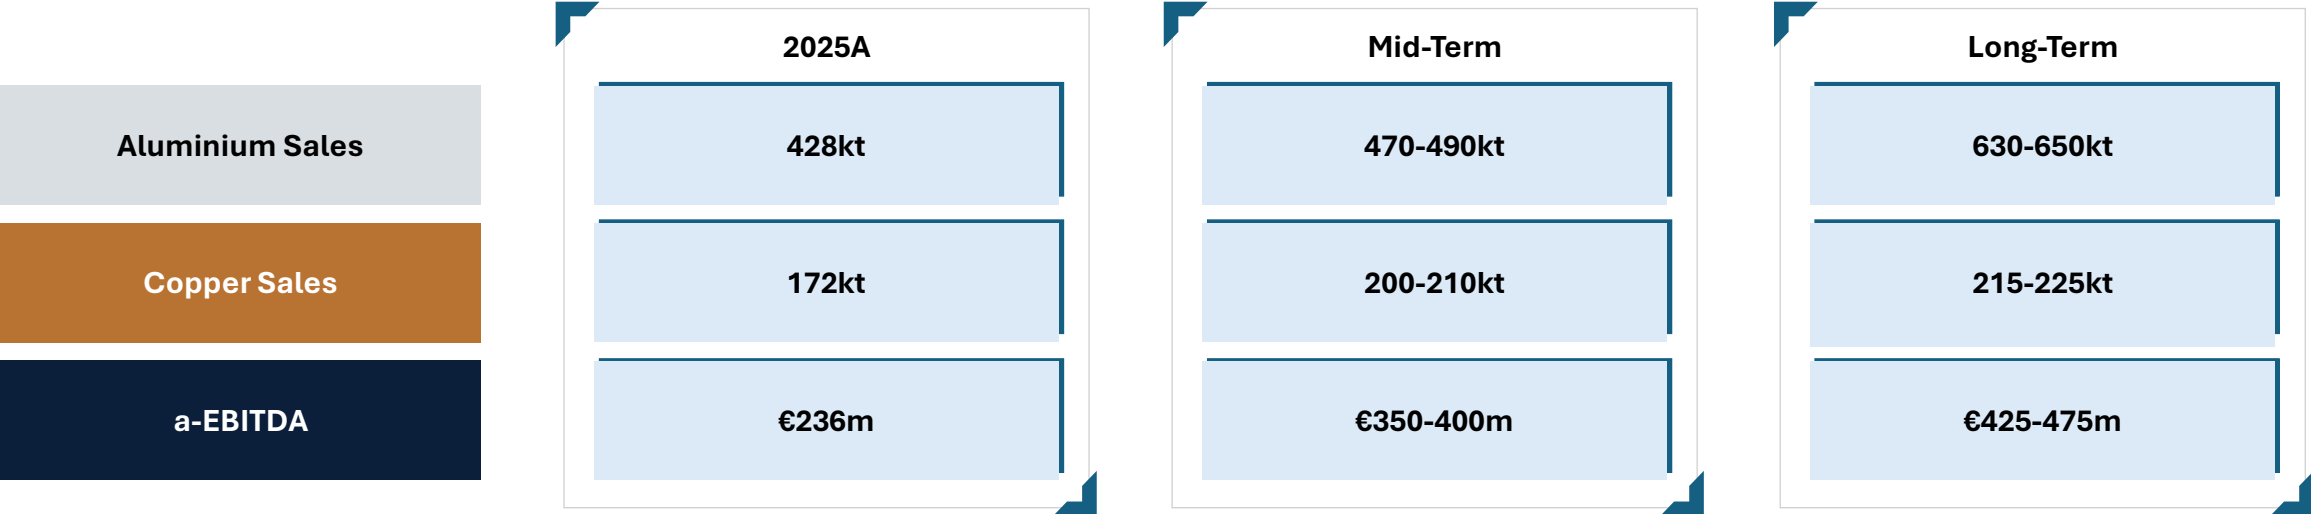 2025A
Mid-Term
Long-Term
Aluminium Sales
428kt
470-490kt
630-650kt
Copper Sales
172kt
200-210kt
215-225kt
a-EBITDA
€236m
€350-400m
€425-475m